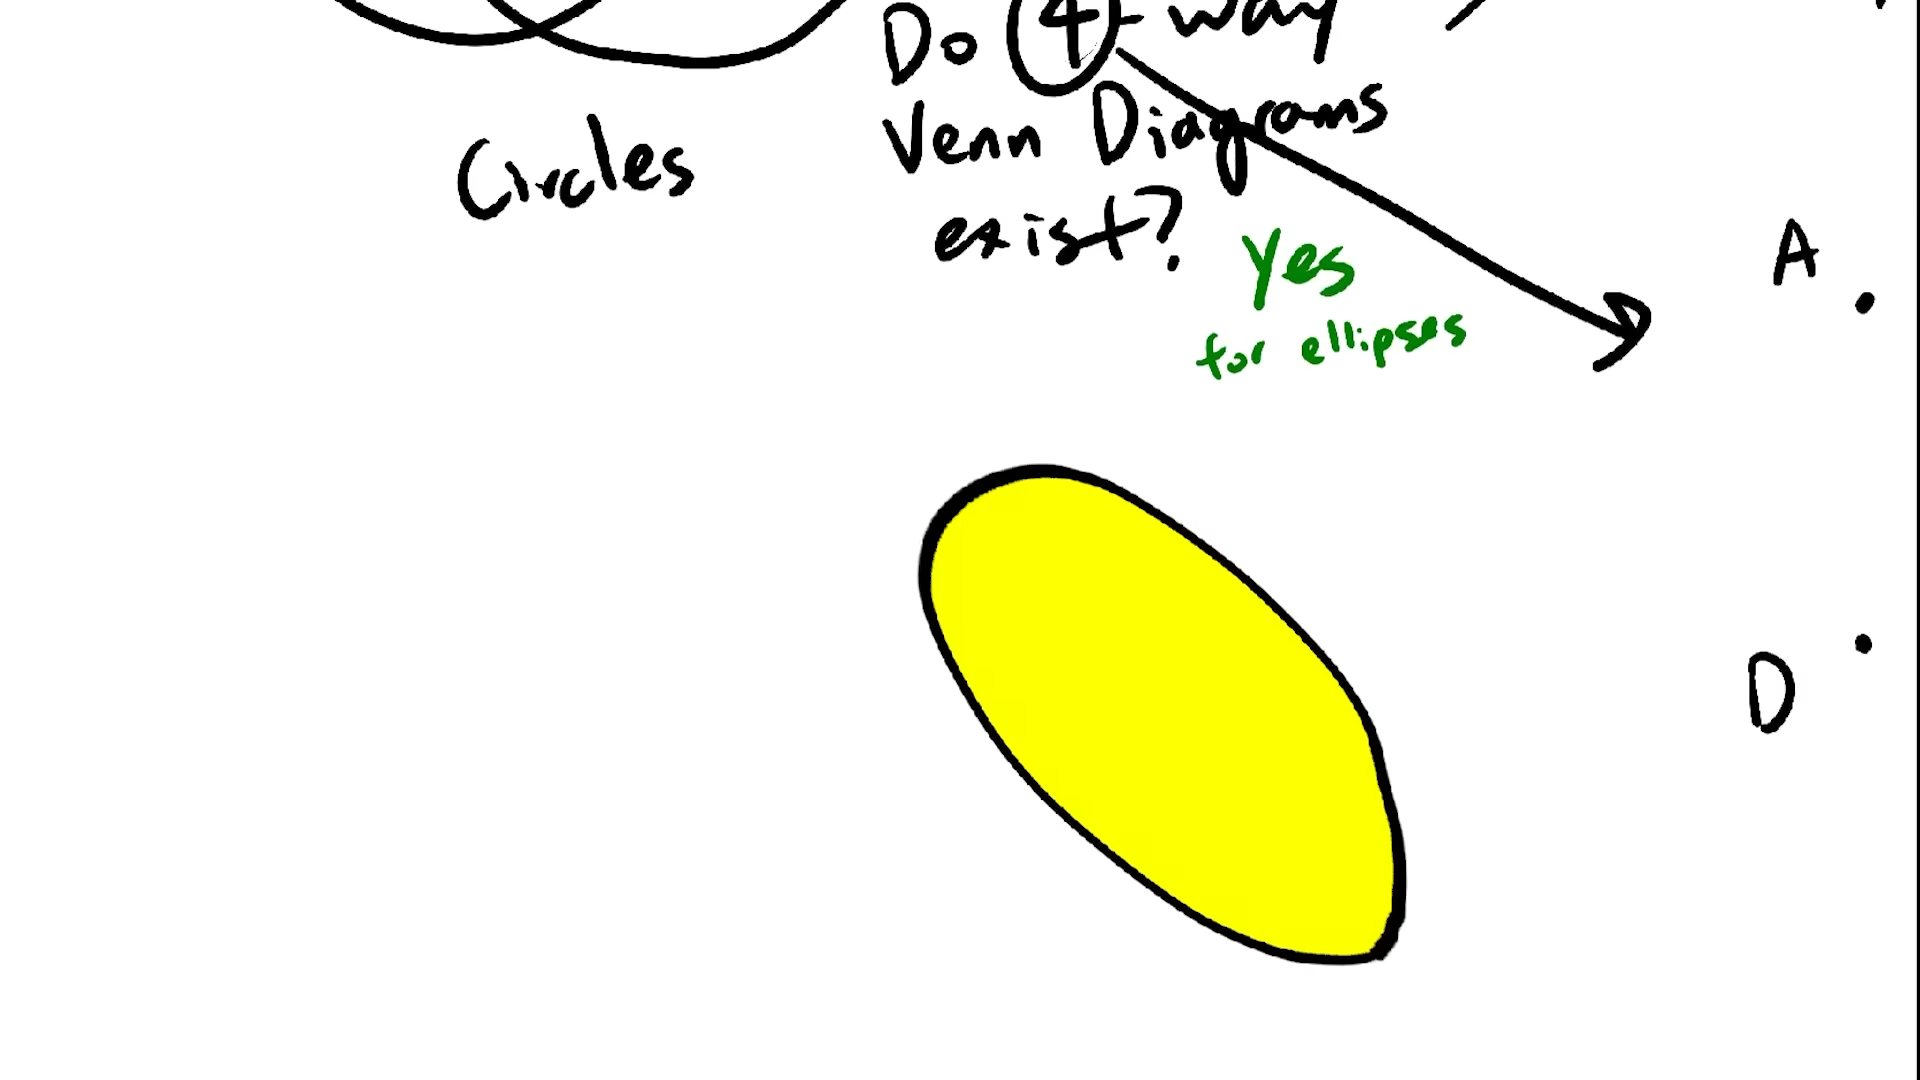 Do 4-way
Venn Diagrams
exist?
Yes
for ellipses
Circles
A
D